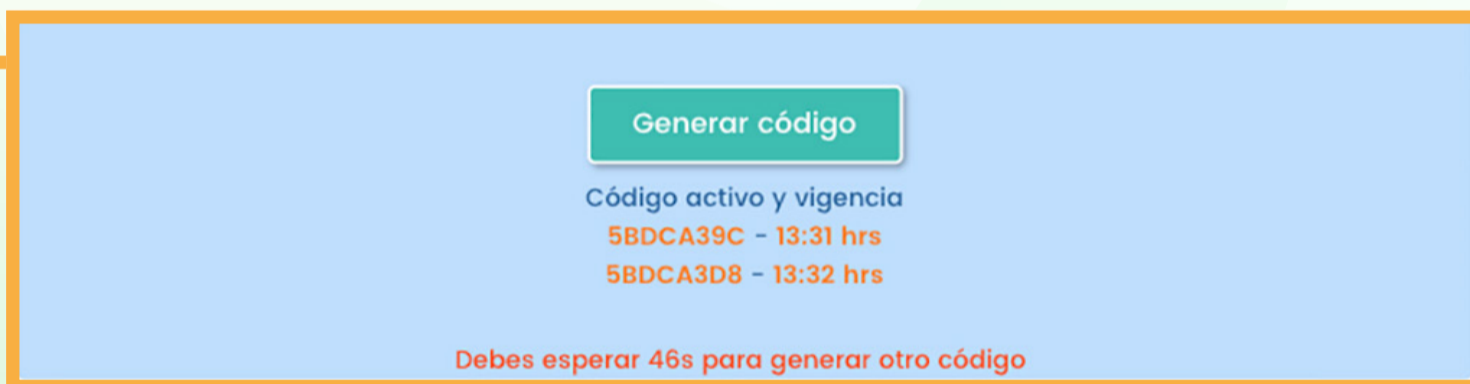 Generar código
Código activo y vigencia
5BDCA39C - 13:31 hrs
5BDCA3D8 - 13:32 hrs
Debes esperar 46s para generar otro código